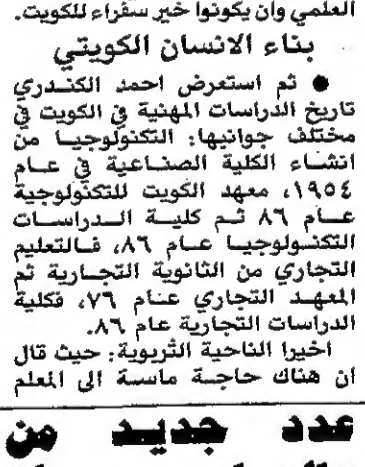 العلمي وان يكونوا خير سفراء للكويت.
بناء الانسان الكويتي
● ثم استعرض احمد الكندري
تاريخ الدراسات المهنية في الكويت في
مختلف جوانبها: التكنولوجيا من
انشاء الكلية الصناعية في عام
١٩٥٤، معهد الكويت للتكنولوجية
عام ٨٦ ثم كلية الدراسات
التكنولوجيا عام ٨٦، فالتعليم
التجاري من الثانوية التجارية ثم
المعهد التجاري عام ٧٦، فكلية
الدراسات التجارية عام ٨٦.
اخيرا الناحية التربوية: حيث قال
ان هناك حاجة ماسة الى المعلم
عدد جديد من